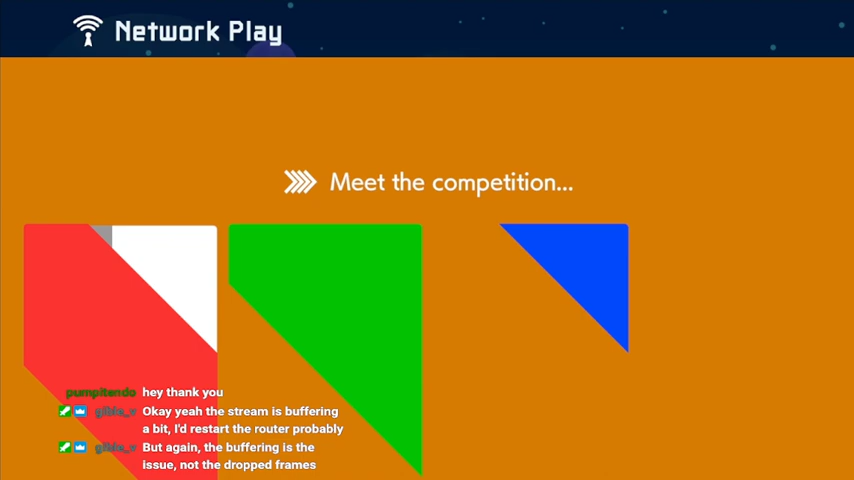 Network Play
Meet the competition...
pumpitendo hey thank you
Okay yeah the stream is buffering
a bit, I'd restart the router probably
But again, the buffering is the
issue, not the dropped frames